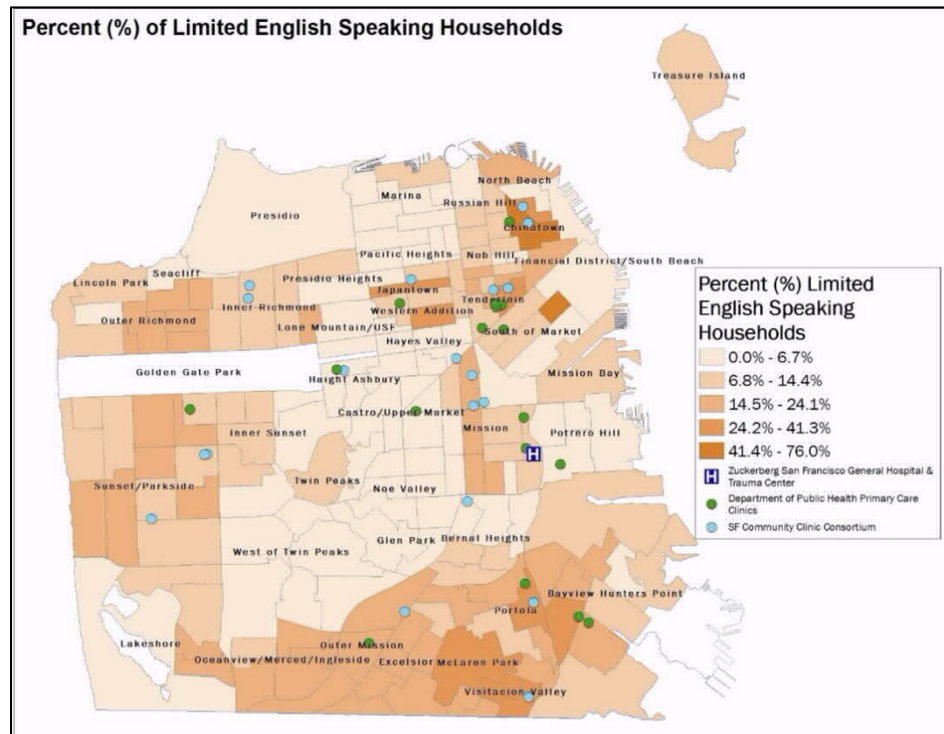 Percent (%) of Limited English Speaking Households
Treasure Island
North Beach
Marina
Russian Hill
Presidio
Chinatown
Pacific Heights
Nob Hill
Financial District/South Beach
Seacliff
Lincoln Park
Presidio Heights
Japantown
Inner Richmond
Tenderloin
Outer Richmond
Western Addition
Lone Mountain/USF
South of Market
Hayes Valley
Golden Gate Park
Haight Ashbury
Mission Bay
Castro/Upper Market
Inner Sunset
Mission
Potrero Hill
Twin Peaks
Sunset/Parkside
Noe Valley
Glen Park
Bernal Heights
West of Twin Peaks
Bayview Hunters Point
Portola
Lakeshore
Outer Mission
Oceanview/Merced/Ingleside
Excelsior
McLaren Park
Visitacion Valley
Percent (%) Limited
English Speaking
Households
0.0% - 6.7%
6.8% - 14.4%
14.5% - 24.1%
24.2% - 41.3%
41.4% - 76.0%
H
Zuckerberg San Francisco General Hospital &
Trauma Center
Department of Public Health Primary Care
Clinics
SF Community Clinic Consortium
H